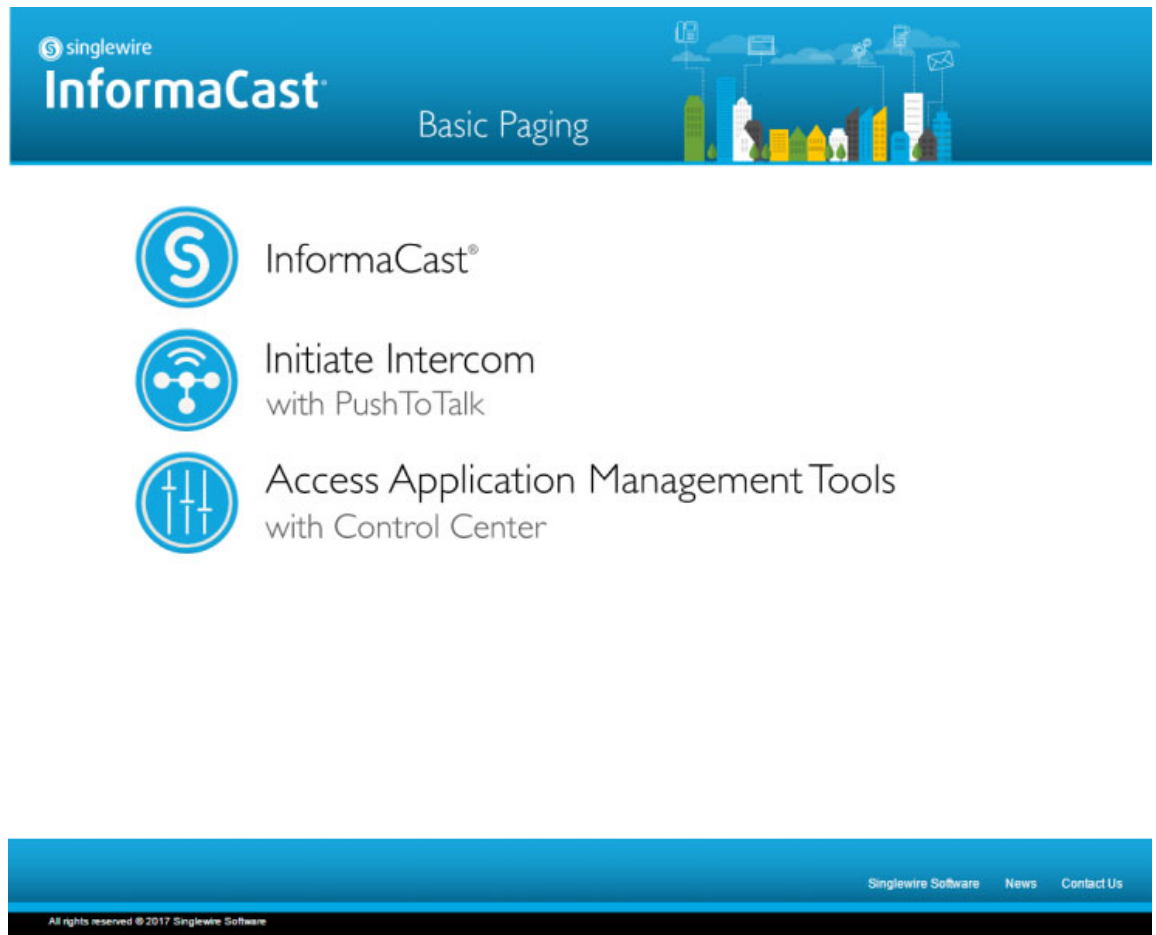 singlewire
InformaCast®
Basic Paging
InformaCast®
Initiate Intercom
with PushToTalk
Access Application Management Tools
with Control Center
Singlewire Software News Contact Us
All rights reserved © 2017 Singlewire Software